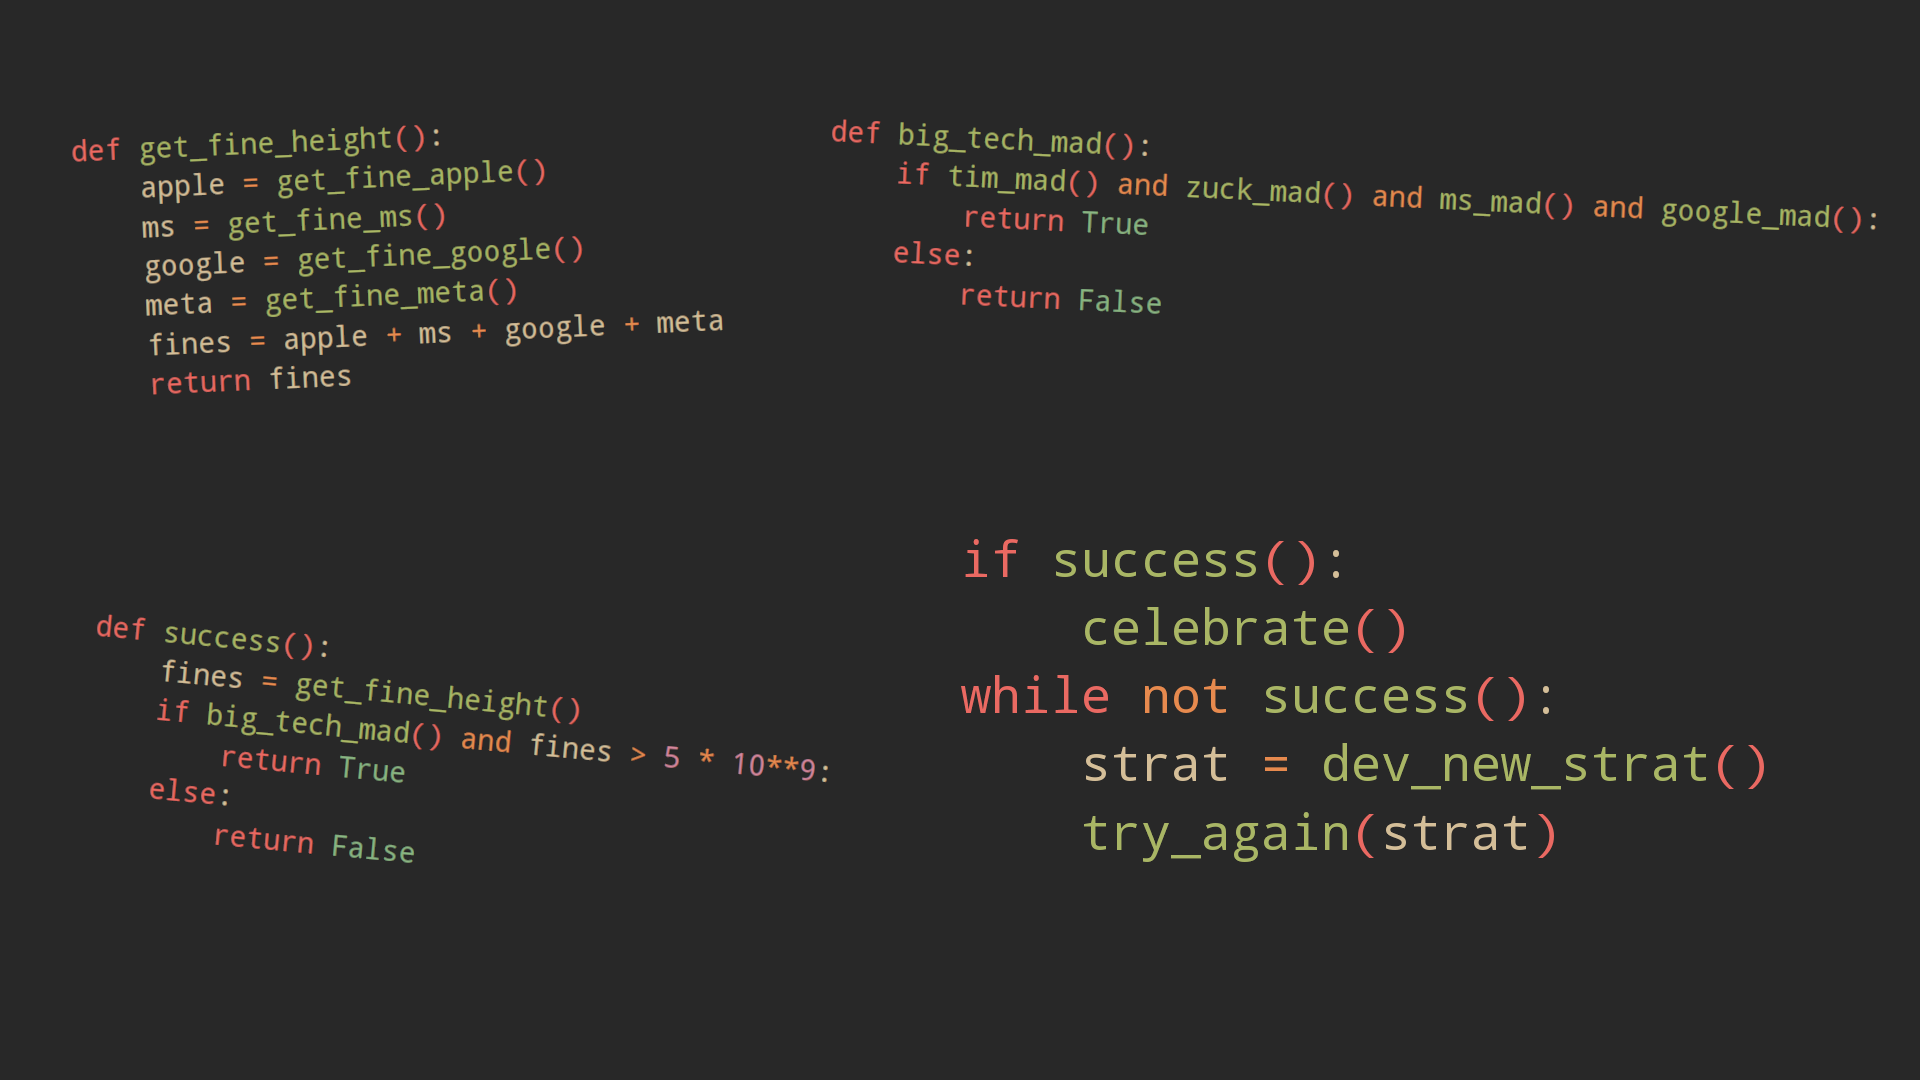 def get_fine_height():
    apple = get_fine_apple()
    ms = get_fine_ms()
    google = get_fine_google()
    meta = get_fine_meta()
    fines = apple + ms + google + meta
    return fines
def big_tech_mad():
    if tim_mad() and zuck_mad() and ms_mad() and google_mad():
        return True
    else:
        return False
def success():
    fines = get_fine_height()
    if big_tech_mad() and fines > 5 * 10**9:
        return True
    else:
        return False
if success():
    celebrate()
while not success():
    strat = dev_new_strat()
    try_again(strat)